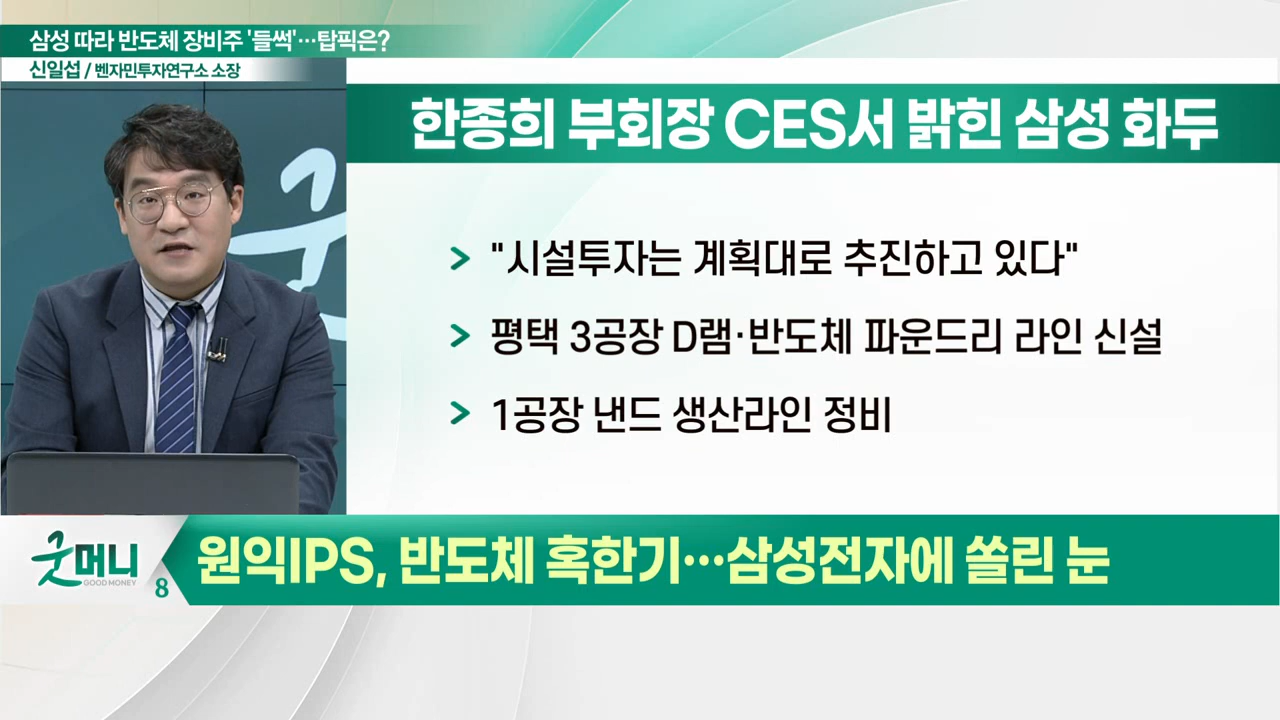 삼성 따라 반도체 장비주 '들썩'…탑픽은?
신일섭 / 벤자민투자연구소 소장
한종희 부회장 CES서 밝힌 삼성 화두
> "시설투자는 계획대로 추진하고 있다"
> 평택 3공장 D램·반도체 파운드리 라인 신설
> 1공장 낸드 생산라인 정비
굿머니
GOOD MONEY
8
원익IPS, 반도체 혹한기…삼성전자에 쏠린 눈